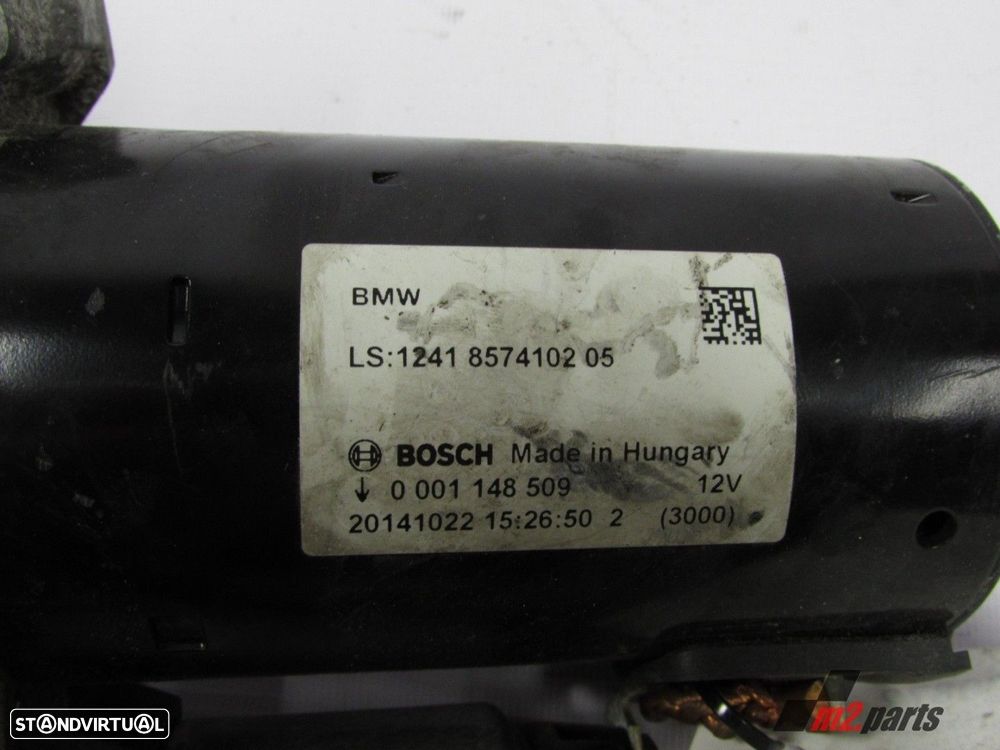 BMW
LS:1241 8574102 05
BOSCH Made in Hungary
↓ 0 001 148 509 12V
20141022 15:26:50 2 (3000)
STANDVIRTUAL
m2parts